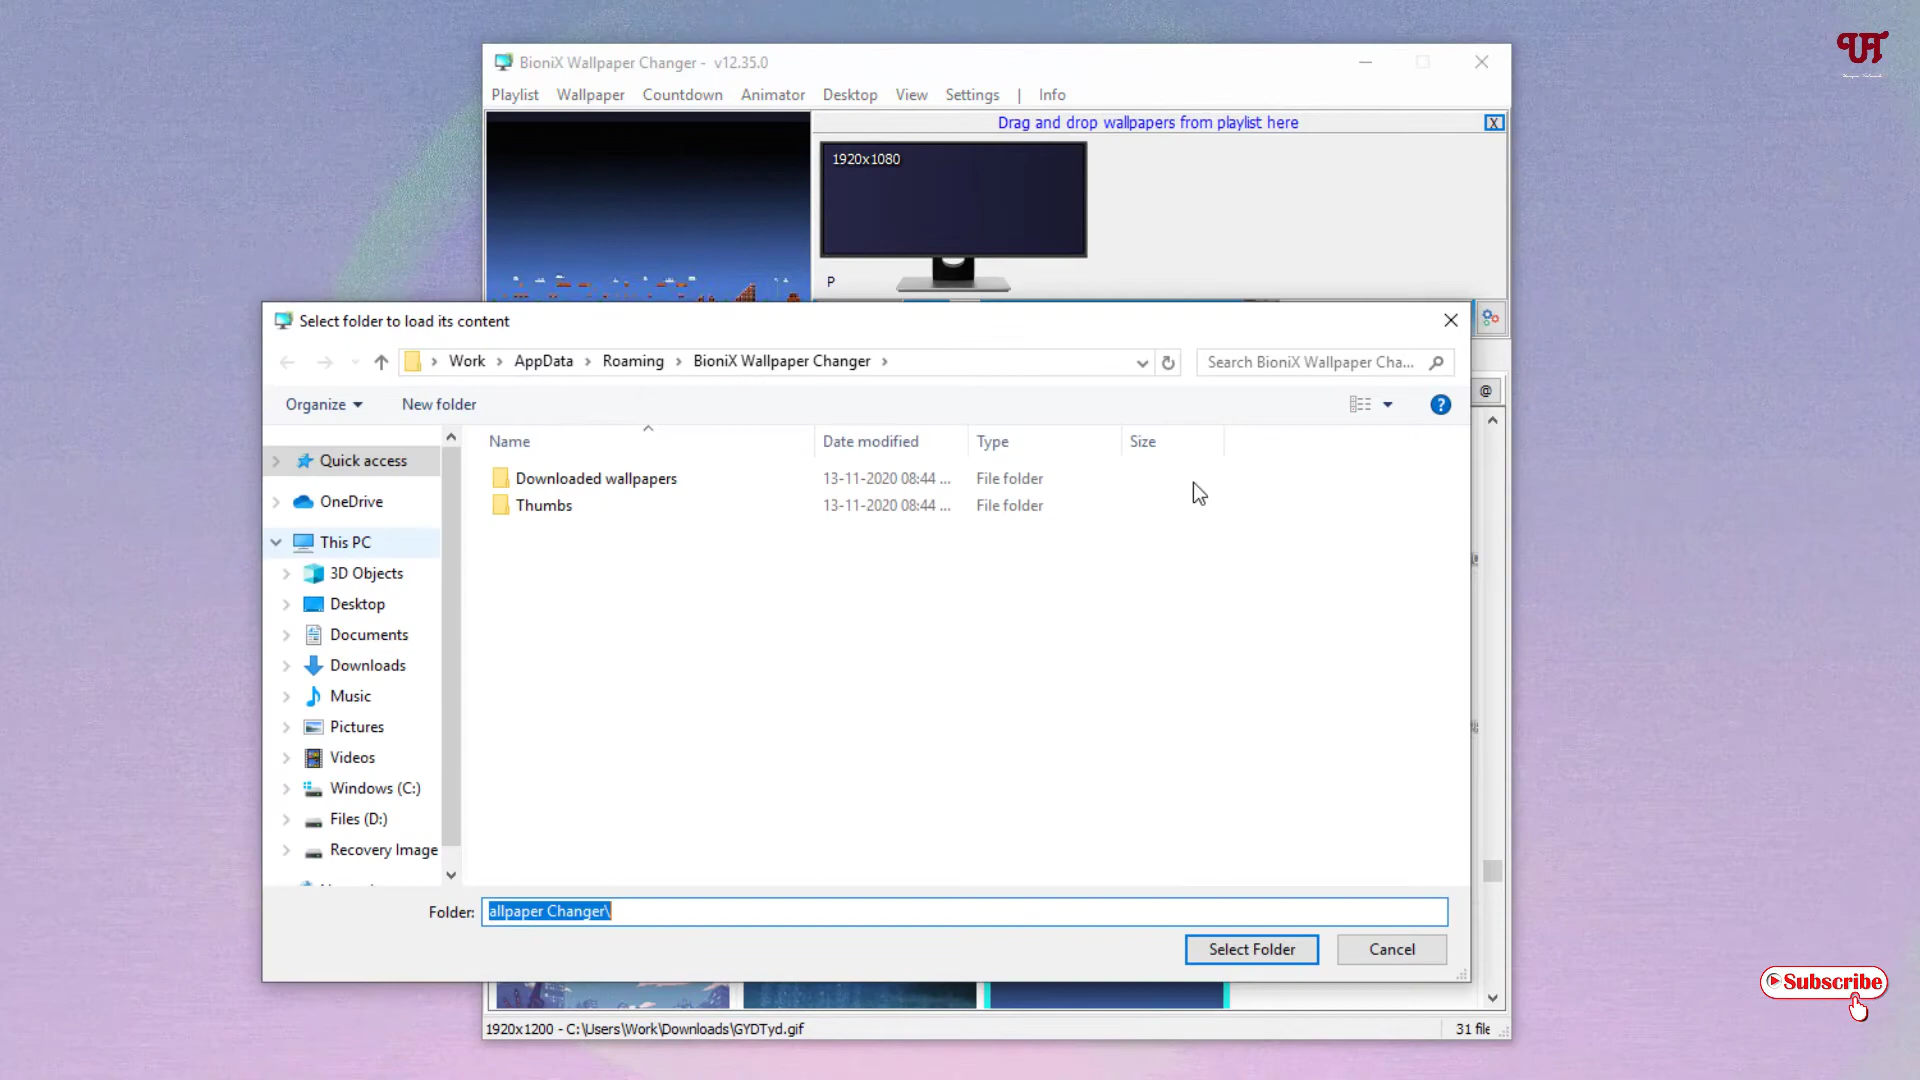 BioniX Wallpaper Changer - v12.35.0
Playlist Wallpaper Countdown Animator Desktop View Settings | Info
Drag and drop wallpapers from playlist here X
1920x1080
P
Select folder to load its content
Work > AppData > Roaming > BioniX Wallpaper Changer >
Search BioniX Wallpaper Cha...
Organize New folder
@
Name Date modified Type Size
Quick access
Downloaded wallpapers 13-11-2020 08:44 ... File folder
OneDrive
Thumbs 13-11-2020 08:44 ... File folder
This PC
3D Objects
Desktop
Documents
Downloads
Music
Pictures
Videos
Windows (C:)
Files (D:)
Recovery Image
Folder: allpaper Changer\
Select Folder Cancel
Subscribe
1920x1200 - C:\Users\Work\Downloads\GYDTyd.gif 31 file